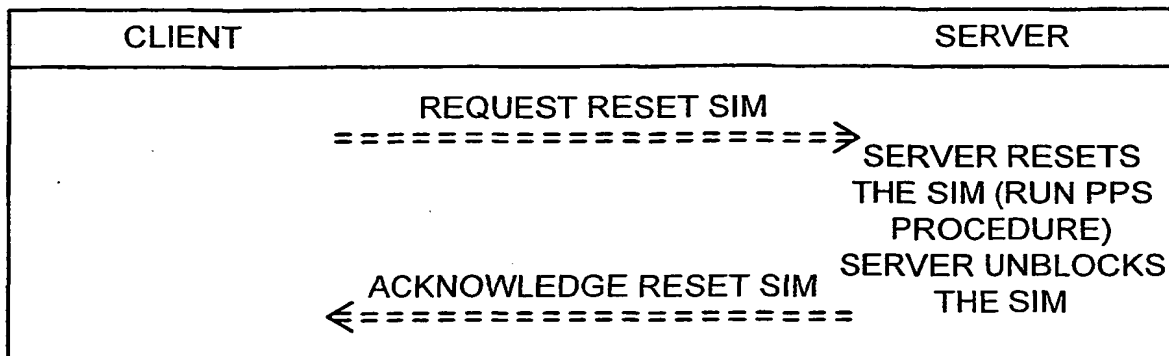 CLIENT
SERVER
REQUEST RESET SIM
SERVER RESETS
THE SIM (RUN PPS
PROCEDURE)
SERVER UNBLOCKS
THE SIM
ACKNOWLEDGE RESET SIM